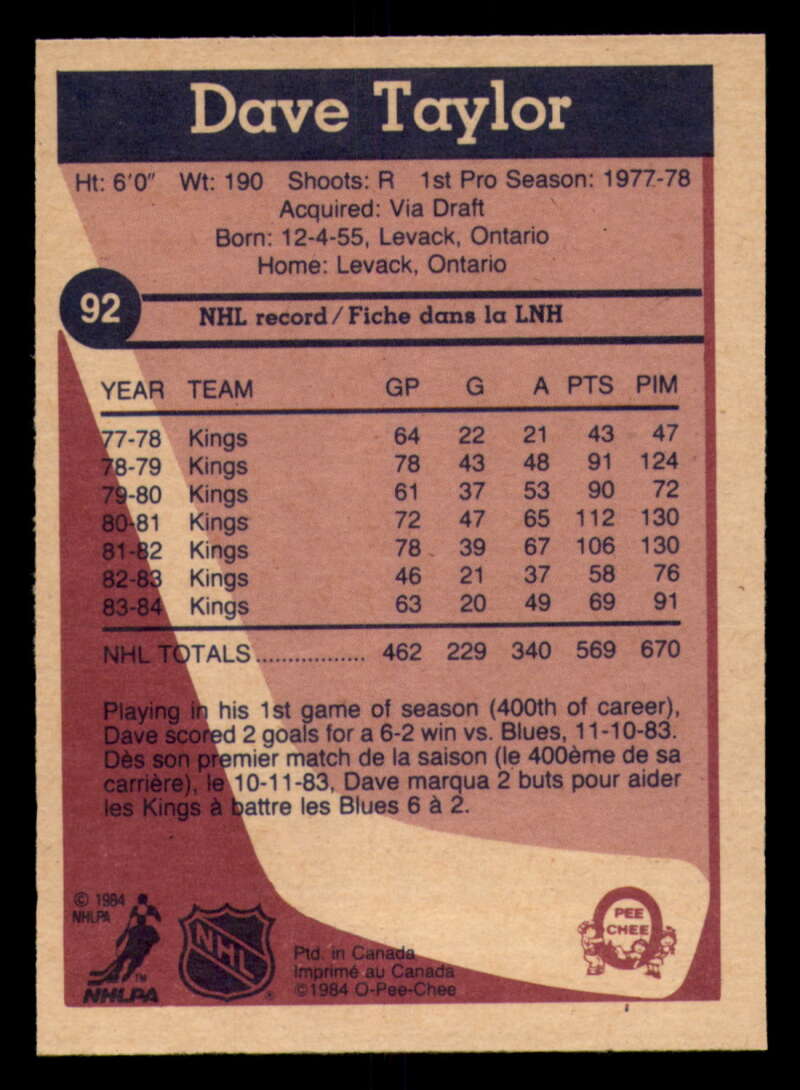 Dave Taylor
Ht: 6'0" Wt: 190 Shoots: R 1st Pro Season: 1977-78
Acquired: Via Draft
Born: 12-4-55, Levack, Ontario
Home: Levack, Ontario
92
NHL record/Fiche dans la LNH
YEAR TEAM GP G A PTS PIM
77-78 Kings 64 22 21 43 47
78-79 Kings 78 43 48 91 124
79-80 Kings 61 37 53 90 72
80-81 Kings 72 47 65 112 130
81-82 Kings 78 39 67 106 130
82-83 Kings 46 21 37 58 76
83-84 Kings 63 20 49 69 91
NHL TOTALS................. 462 229 340 569 670
Playing in his 1st game of season (400th of career),
Dave scored 2 goals for a 6-2 win vs. Blues, 11-10-83.
Dès son premier match de la saison (le 400ème de sa
carrière), le 10-11-83, Dave marqua 2 buts pour aider
les Kings à battre les Blues 6 à 2.
© 1984
NHLPA
TM
NHLPA
NHL
®
Ptd. in Canada
Imprimé au Canada
©1984 O-Pee-Chee
O
PEE
CHEE